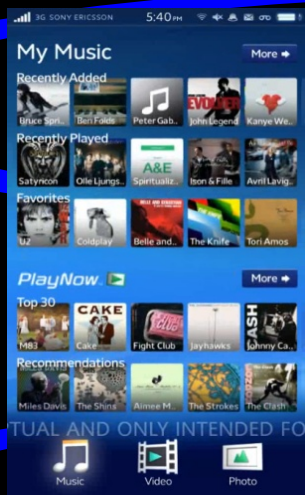 3G SONY ERICSSON 5:40 PM
My Music More
Recently Added
Bruce Spri.. Ben Folds Peter Gab.. John Legend Kanye We..
Recently Played
Satyricon Olle Ljungs.. Spiritualiz.. Ison & Fille Avril Lavig..
Favorites
U2 Coldplay Belle and.. The Knife Tori Amos
PlayNow. More
Top 30
M83 Cake Fight Club Jayhawks Johnny Ca..
Recommendations
Miles Davis The Shins Aimee M.. The Strokes The Clash
TUAL AND ONLY INTENDED FO
Music Video Photo